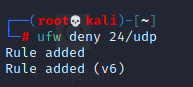 ┌──(root💀kali)-[~]
└─# ufw deny 24/udp
Rule added
Rule added (v6)